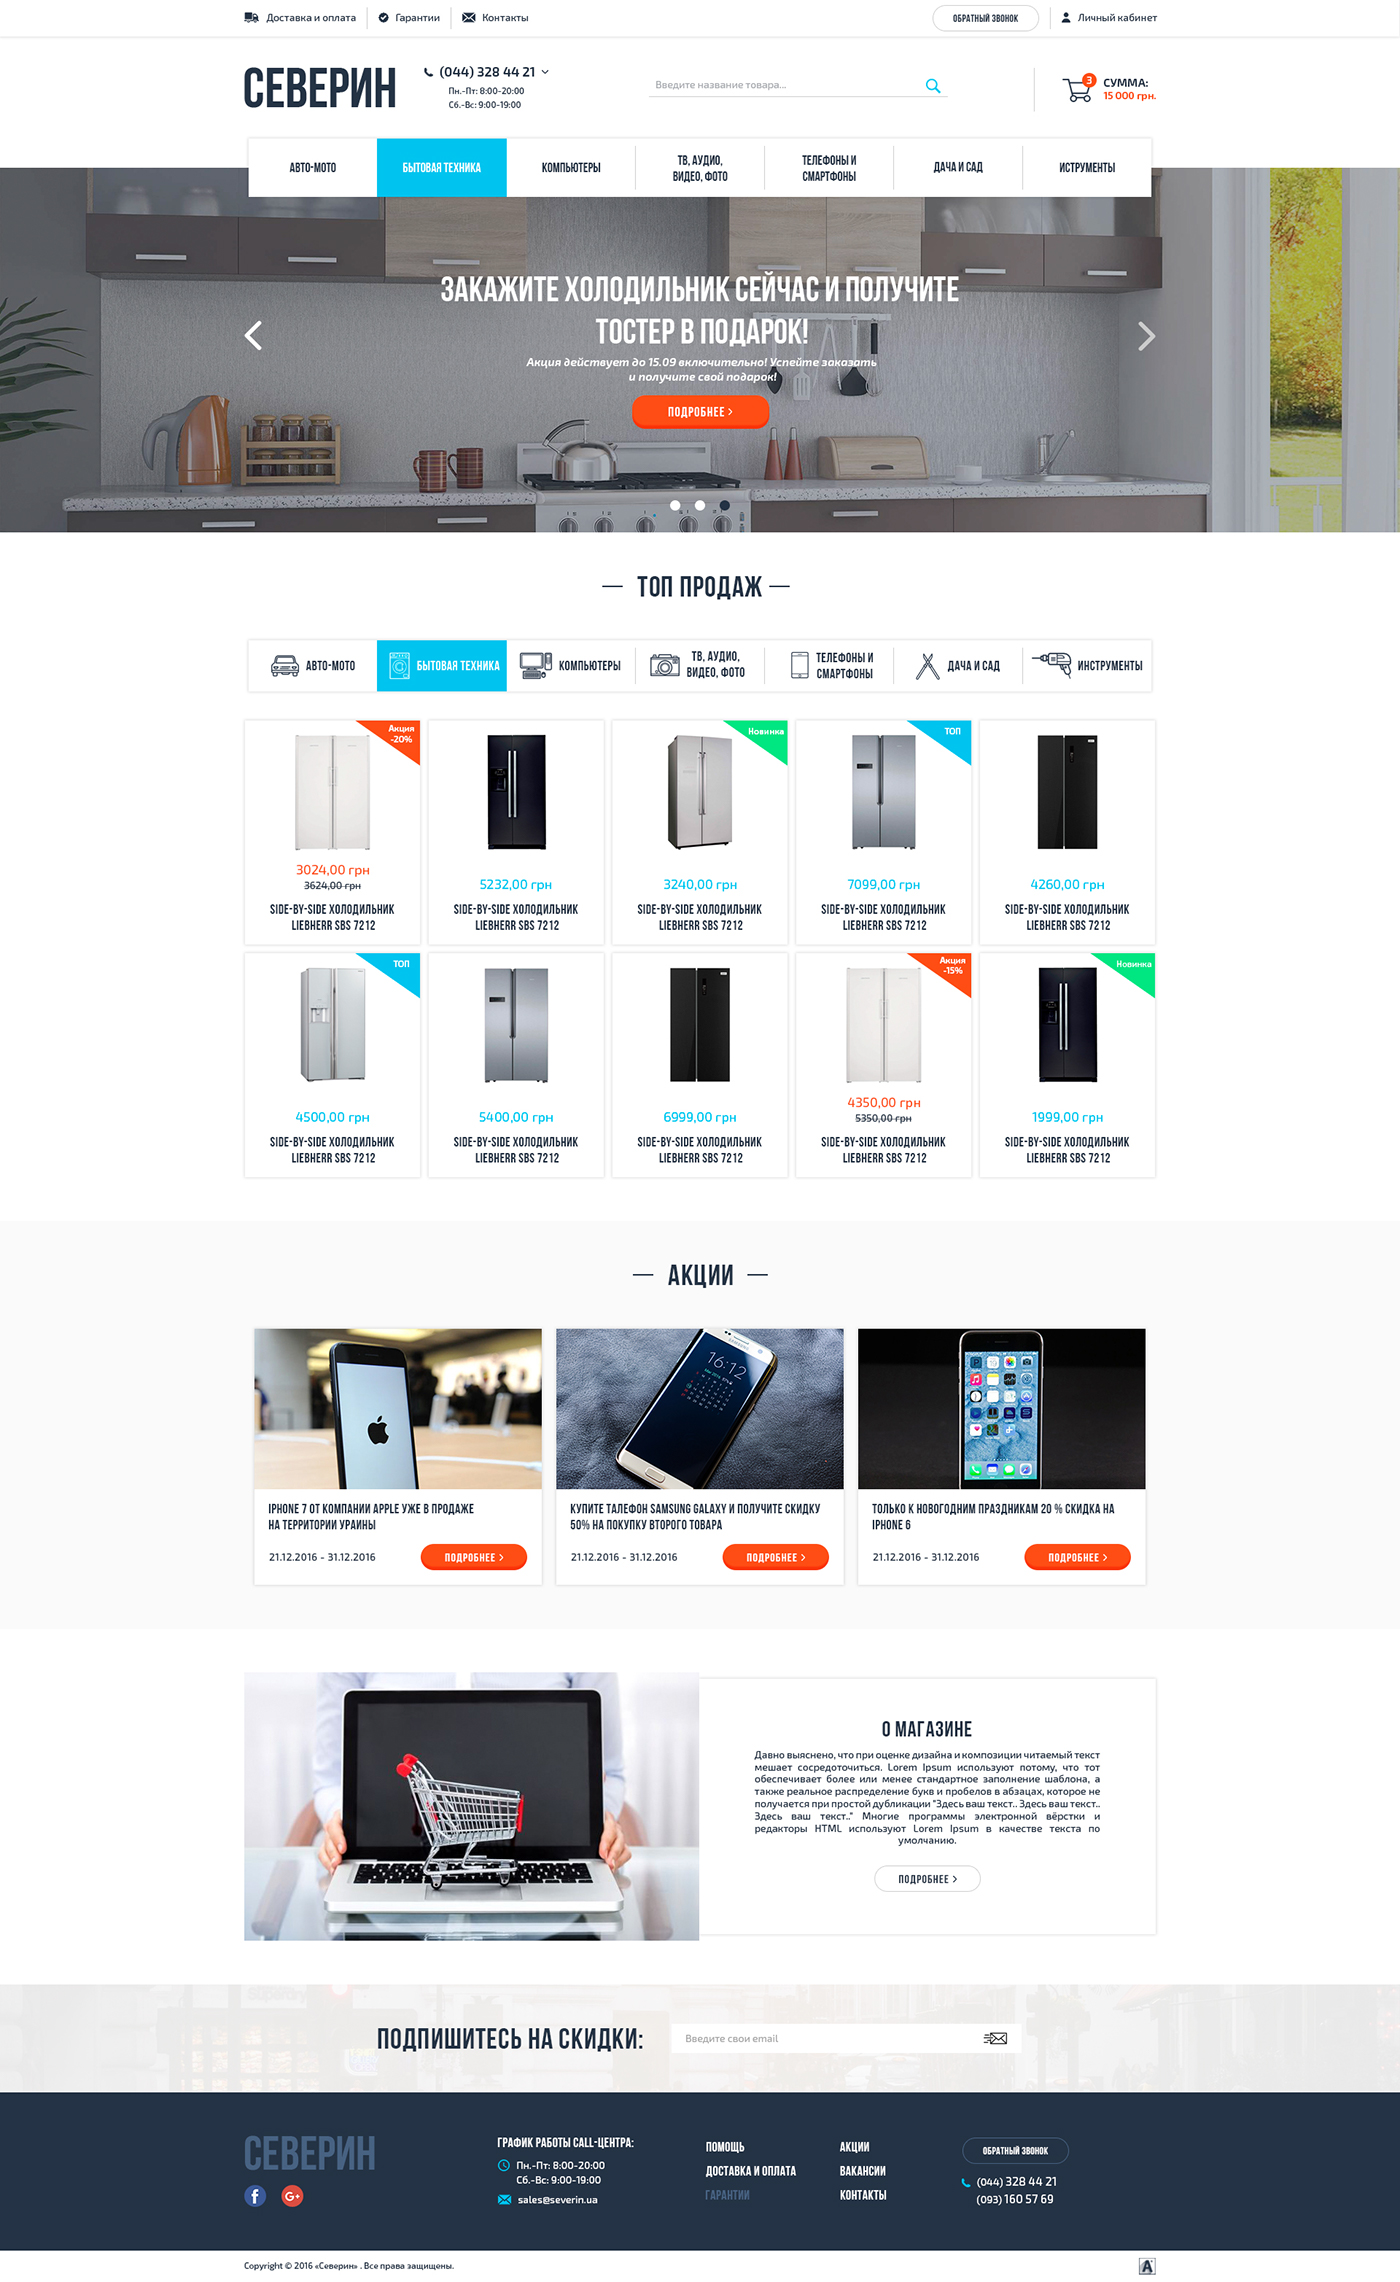 Доставка и оплата
Гарантии
Контакты
ОБРАТНЫЙ ЗВОНОК
Личный кабинет
СЕВЕРИН
(044) 328 44 21
Пн.-Пт: 8:00-20:00
Сб.-Вс: 9:00-19:00
Введите название товара...
3
СУММА:
15 000 грн.
АВТО-МОТО
БЫТОВАЯ ТЕХНИКА
КОМПЬЮТЕРЫ
ТВ, АУДИО,
ВИДЕО, ФОТО
ТЕЛЕФОНЫ И
СМАРТФОНЫ
ДАЧА И САД
ИСТРУМЕНТЫ
ЗАКАЖИТЕ ХОЛОДИЛЬНИК СЕЙЧАС И ПОЛУЧИТЕ
ТОСТЕР В ПОДАРОК!
Акция действует до 15.09 включительно! Успейте заказать
и получите свой подарок!
ПОДРОБНЕЕ >
ТОП ПРОДАЖ
АВТО-МОТО
БЫТОВАЯ ТЕХНИКА
КОМПЬЮТЕРЫ
ТВ, АУДИО,
ВИДЕО, ФОТО
ТЕЛЕФОНЫ И
СМАРТФОНЫ
ДАЧА И САД
ИНСТРУМЕНТЫ
Акция
-20%
3024,00 грн
3624,00 грн
SIDE-BY-SIDE ХОЛОДИЛЬНИК
LIEBHERR SBS 7212
5232,00 грн
SIDE-BY-SIDE ХОЛОДИЛЬНИК
LIEBHERR SBS 7212
Новинка
3240,00 грн
SIDE-BY-SIDE ХОЛОДИЛЬНИК
LIEBHERR SBS 7212
ТОП
7099,00 грн
SIDE-BY-SIDE ХОЛОДИЛЬНИК
LIEBHERR SBS 7212
4260,00 грн
SIDE-BY-SIDE ХОЛОДИЛЬНИК
LIEBHERR SBS 7212
ТОП
4500,00 грн
SIDE-BY-SIDE ХОЛОДИЛЬНИК
LIEBHERR SBS 7212
5400,00 грн
SIDE-BY-SIDE ХОЛОДИЛЬНИК
LIEBHERR SBS 7212
6999,00 грн
SIDE-BY-SIDE ХОЛОДИЛЬНИК
LIEBHERR SBS 7212
Акция
-15%
4350,00 грн
5350,00 грн
SIDE-BY-SIDE ХОЛОДИЛЬНИК
LIEBHERR SBS 7212
Новинка
1999,00 грн
SIDE-BY-SIDE ХОЛОДИЛЬНИК
LIEBHERR SBS 7212
АКЦИИ
IPHONE 7 ОТ КОМПАНИИ APPLE УЖЕ В ПРОДАЖЕ
НА ТЕРРИТОРИИ УРАИНЫ
21.12.2016 - 31.12.2016
ПОДРОБНЕЕ >
SAMSUNG
16:12
КУПИТЕ ТАЛЕФОН SAMSUNG GALAXY И ПОЛУЧИТЕ СКИДКУ
50% НА ПОКУПКУ ВТОРОГО ТОВАРА
21.12.2016 - 31.12.2016
ПОДРОБНЕЕ >
ТОЛЬКО К НОВОГОДНИМ ПРАЗДНИКАМ 20 % СКИДКА НА
IPHONE 6
21.12.2016 - 31.12.2016
ПОДРОБНЕЕ >
О МАГАЗИНЕ
Давно выяснено, что при оценке дизайна и композиции читаемый текст
мешает сосредоточиться. Lorem Ipsum используют потому, что тот
обеспечивает более или менее стандартное заполнение шаблона, а
также реальное распределение букв и пробелов в абзацах, которое не
получается при простой дубликации "Здесь ваш текст.. Здесь ваш текст..
Здесь ваш текст.." Многие программы электронной вёрстки и
редакторы HTML используют Lorem Ipsum в качестве текста по
умолчанию.
ПОДРОБНЕЕ >
ПОДПИШИТЕСЬ НА СКИДКИ:
Введите свои email
СЕВЕРИН
ГРАФИК РАБОТЫ CALL-ЦЕНТРА:
Пн.-Пт: 8:00-20:00
Сб.-Вс: 9:00-19:00
sales@severin.ua
ПОМОЩЬ
ДОСТАВКА И ОПЛАТА
ГАРАНТИИ
АКЦИИ
ВАКАНСИИ
КОНТАКТЫ
ОБРАТНЫЙ ЗВОНОК
(044) 328 44 21
(093) 160 57 69
Copyright © 2016 «Северин» . Все права защищены.
A